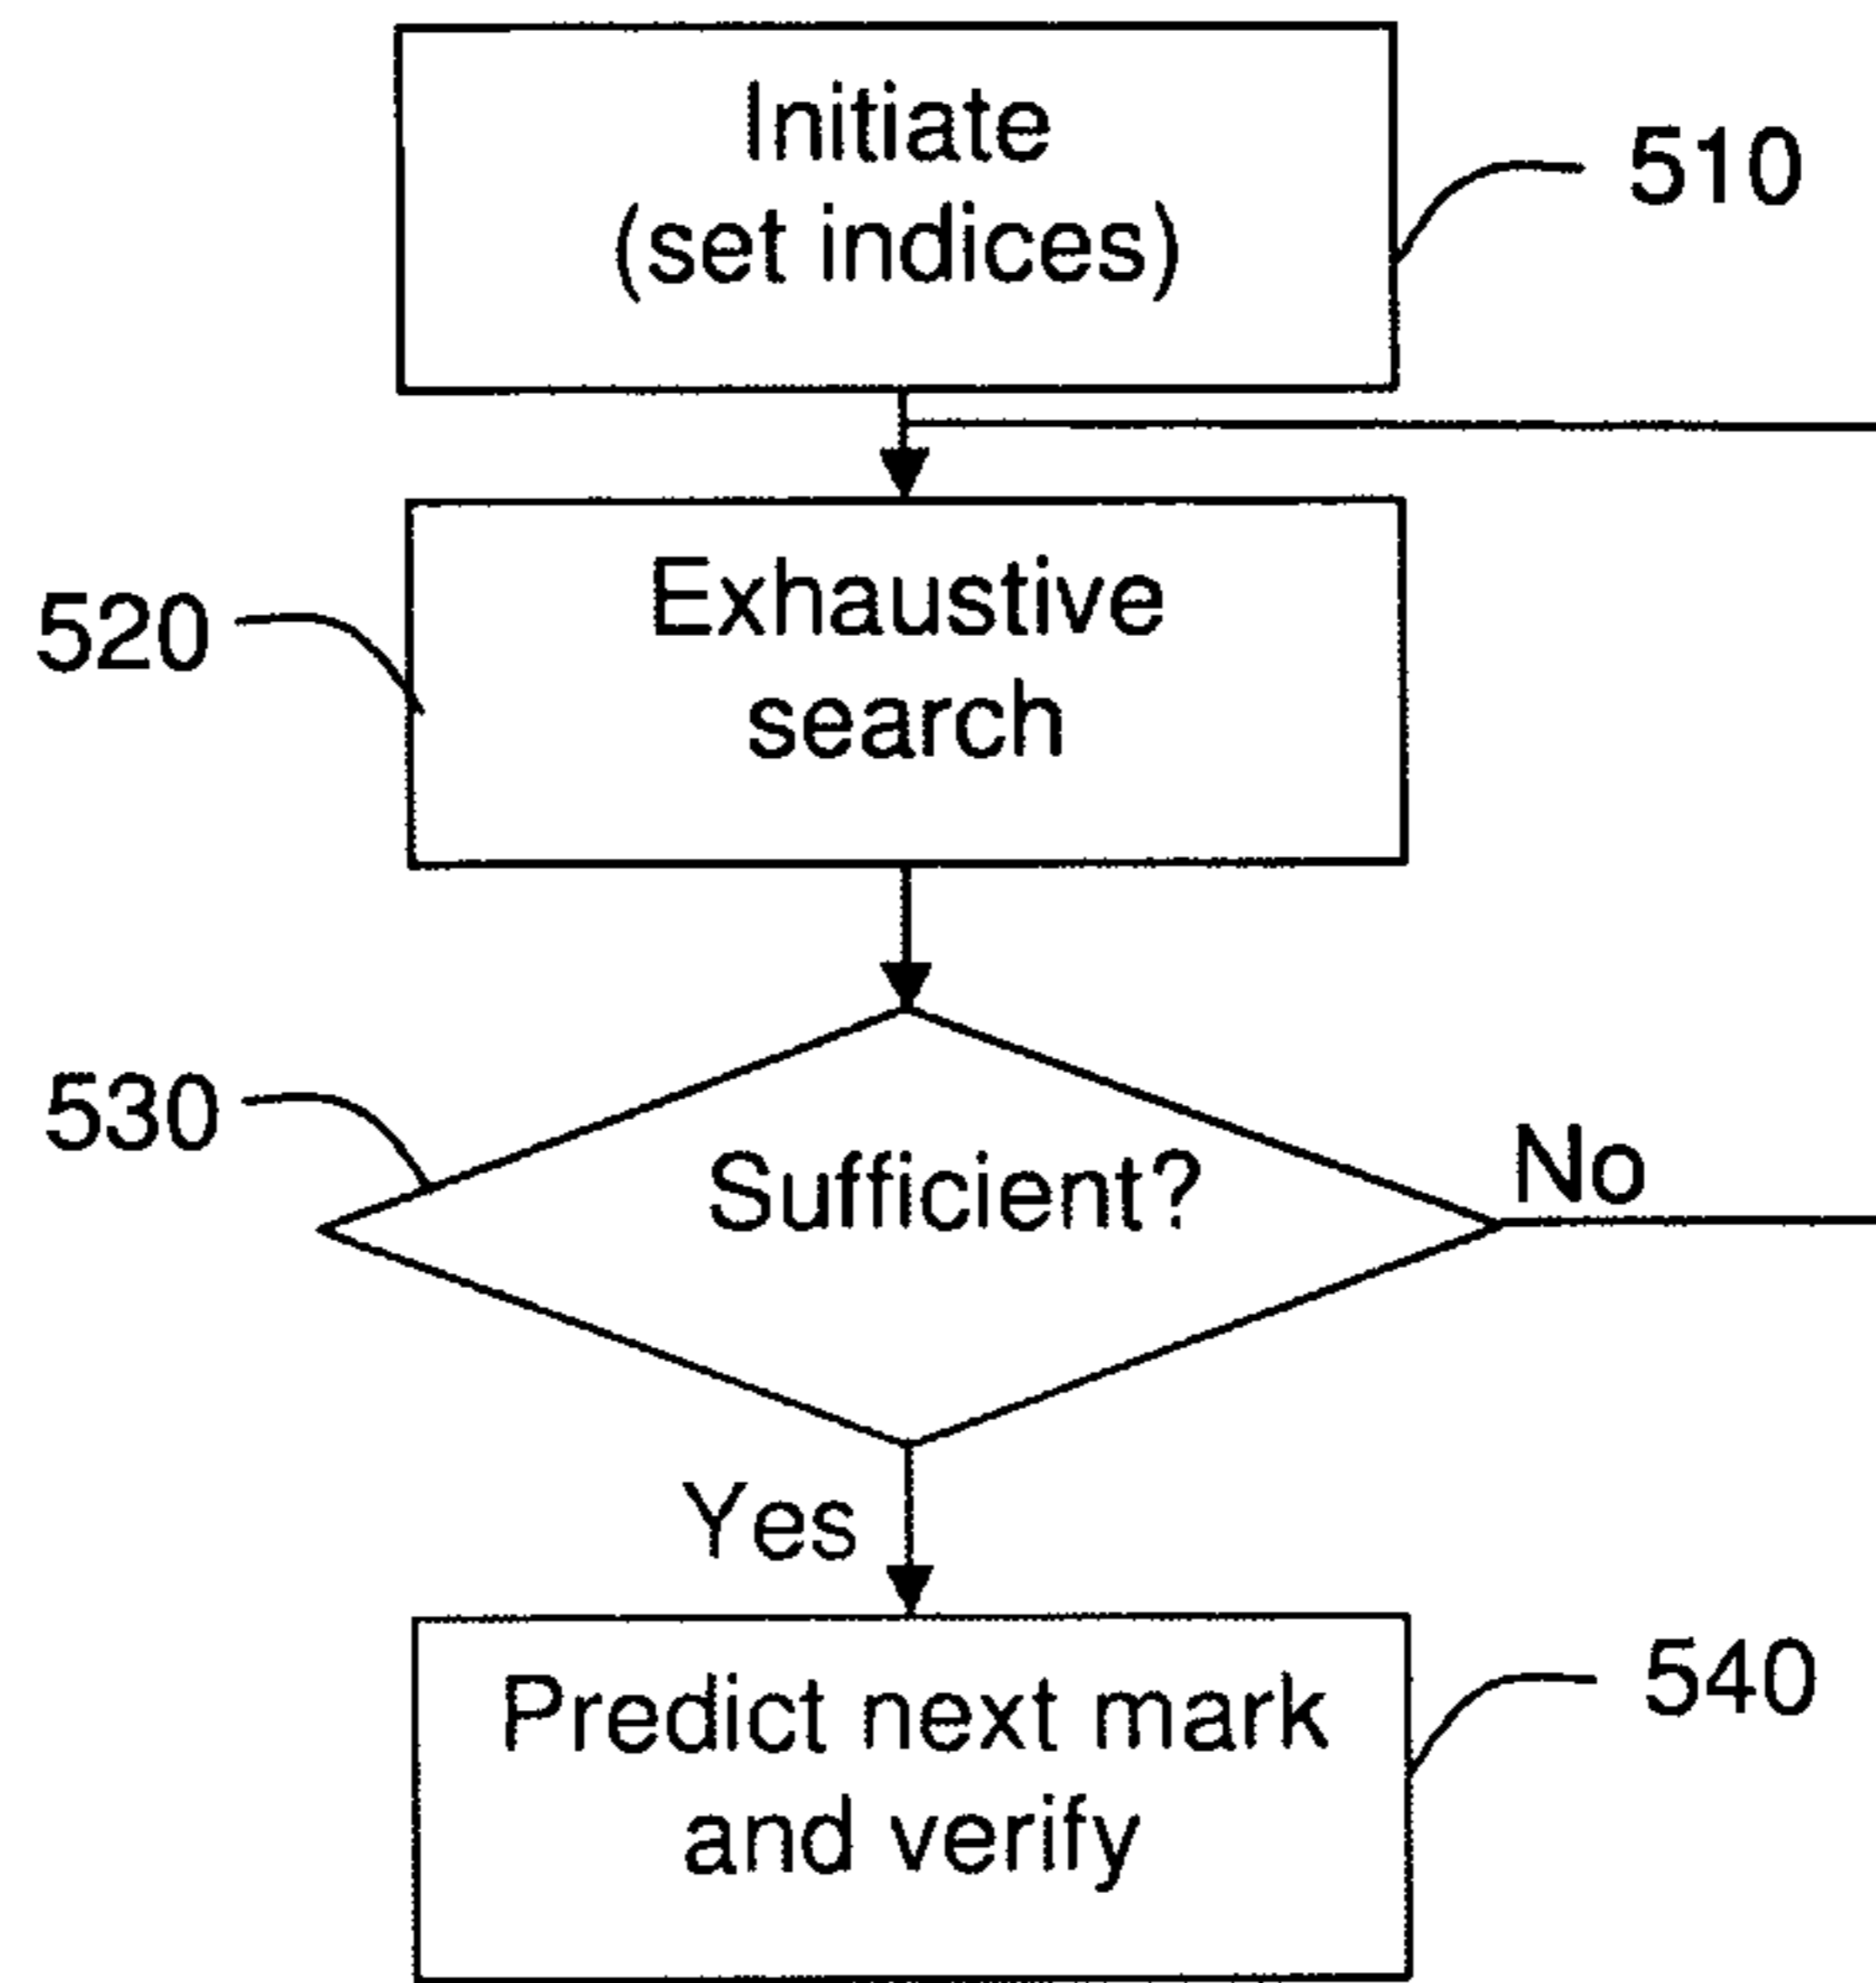 Initiate
(set indices)
510
Exhaustive
search
520
530
Sufficient?
No
Yes
Predict next mark
and verify
540